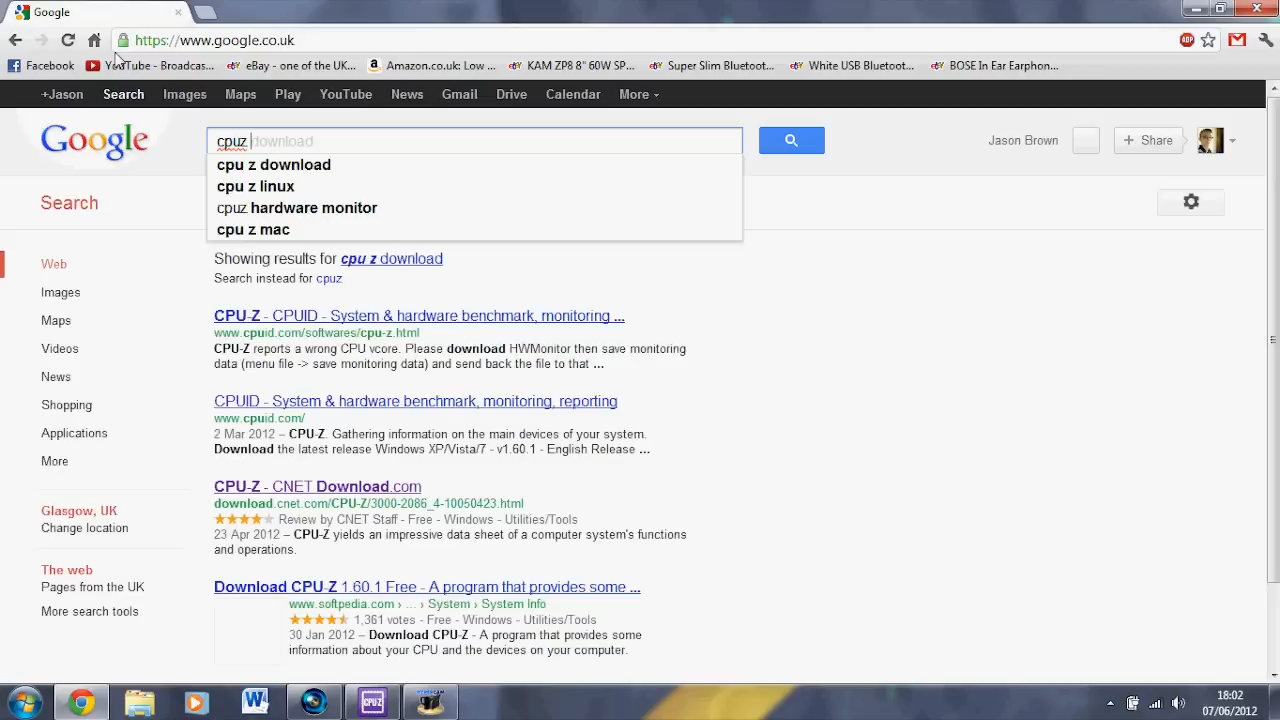 Google
https://www.google.co.uk
Facebook YouTube - Broadcas... eBay - one of the UK's... Amazon.co.uk: Low ... KAM ZP8 8" 60W SP... Super Slim Bluetoot... White USB Bluetoot... BOSE In Ear Earphon...
+Jason Search Images Maps Play YouTube News Gmail Drive Calendar More
Google
cpuz download
Jason Brown
+ Share
cpu z download
cpu z linux
cpuz hardware monitor
cpu z mac
Search
Web
Images
Maps
Videos
News
Shopping
Applications
More
Glasgow, UK
Change location
The web
Pages from the UK
More search tools
Showing results for cpu z download
Search instead for cpuz
CPU-Z - CPUID - System & hardware benchmark, monitoring ...
www.cpuid.com/softwares/cpu-z.html
CPU-Z reports a wrong CPU vcore. Please download HWMonitor then save monitoring
data (menu file -> save monitoring data) and send back the file to that ...
CPUID - System & hardware benchmark, monitoring, reporting
www.cpuid.com/
2 Mar 2012 – CPU-Z. Gathering information on the main devices of your system.
Download the latest release Windows XP/Vista/7 - v1.60.1 - English Release ...
CPU-Z - CNET Download.com
download.cnet.com/CPU-Z/3000-2086_4-10050423.html
Review by CNET Staff - Free - Windows - Utilities/Tools
23 Apr 2012 – CPU-Z yields an impressive data sheet of a computer system's functions
and operations.
Download CPU-Z 1.60.1 Free - A program that provides some ...
www.softpedia.com › ... › System › System Info
1,361 votes - Free - Windows - Utilities/Tools
30 Jan 2012 – Download CPU-Z - A program that provides some
information about your CPU and the devices on your computer.
CPU-Z
18:02
07/06/2012